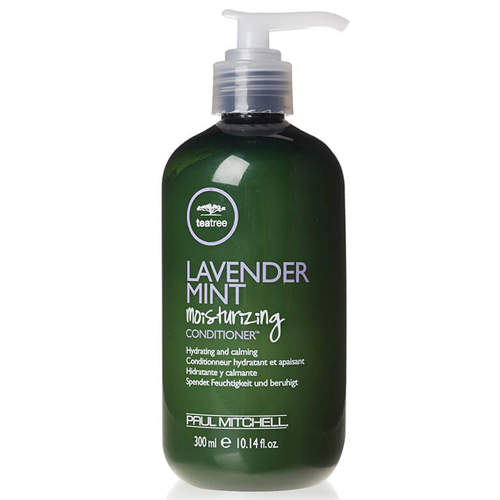 teatree
LAVENDER
MINT
moisturizing
CONDITIONER™
Hydrating and calming
Conditionneur hydratant et apaisant
Hidratante y calmante
Spendet Feuchtigkeit und beruhigt
PAUL MITCHELL.
300 ml ℮ 10.14 fl.oz.